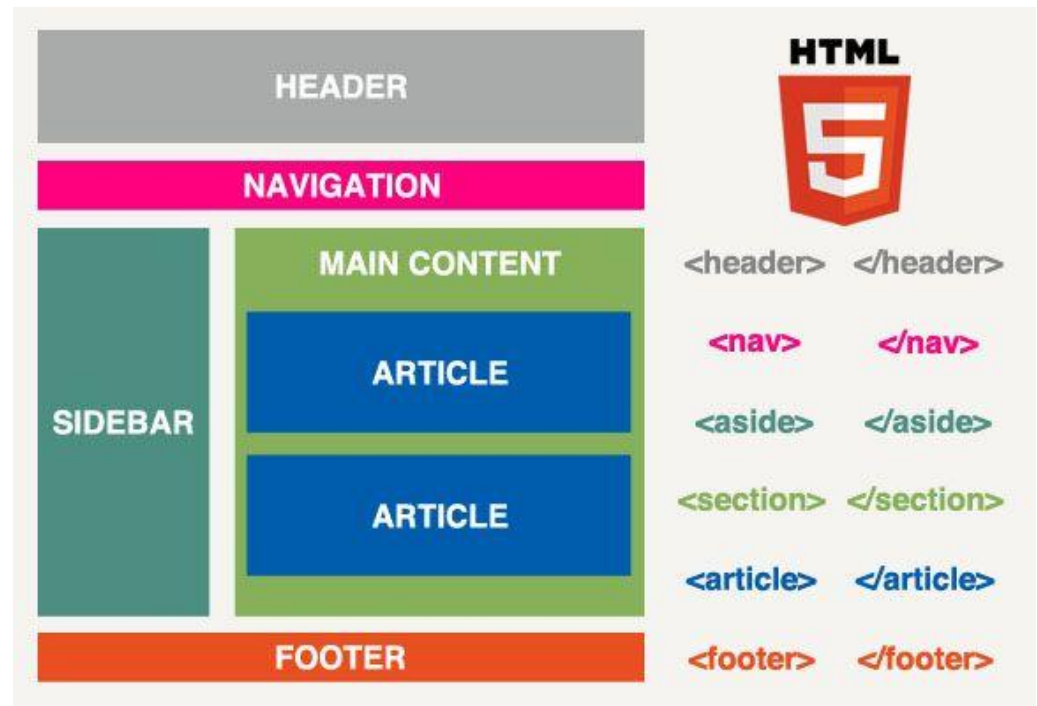 HEADER
NAVIGATION
SIDEBAR
MAIN CONTENT
ARTICLE
ARTICLE
FOOTER
HTML
5
<header> </header>
<nav> </nav>
<aside> </aside>
<section> </section>
<article> </article>
<footer> </footer>